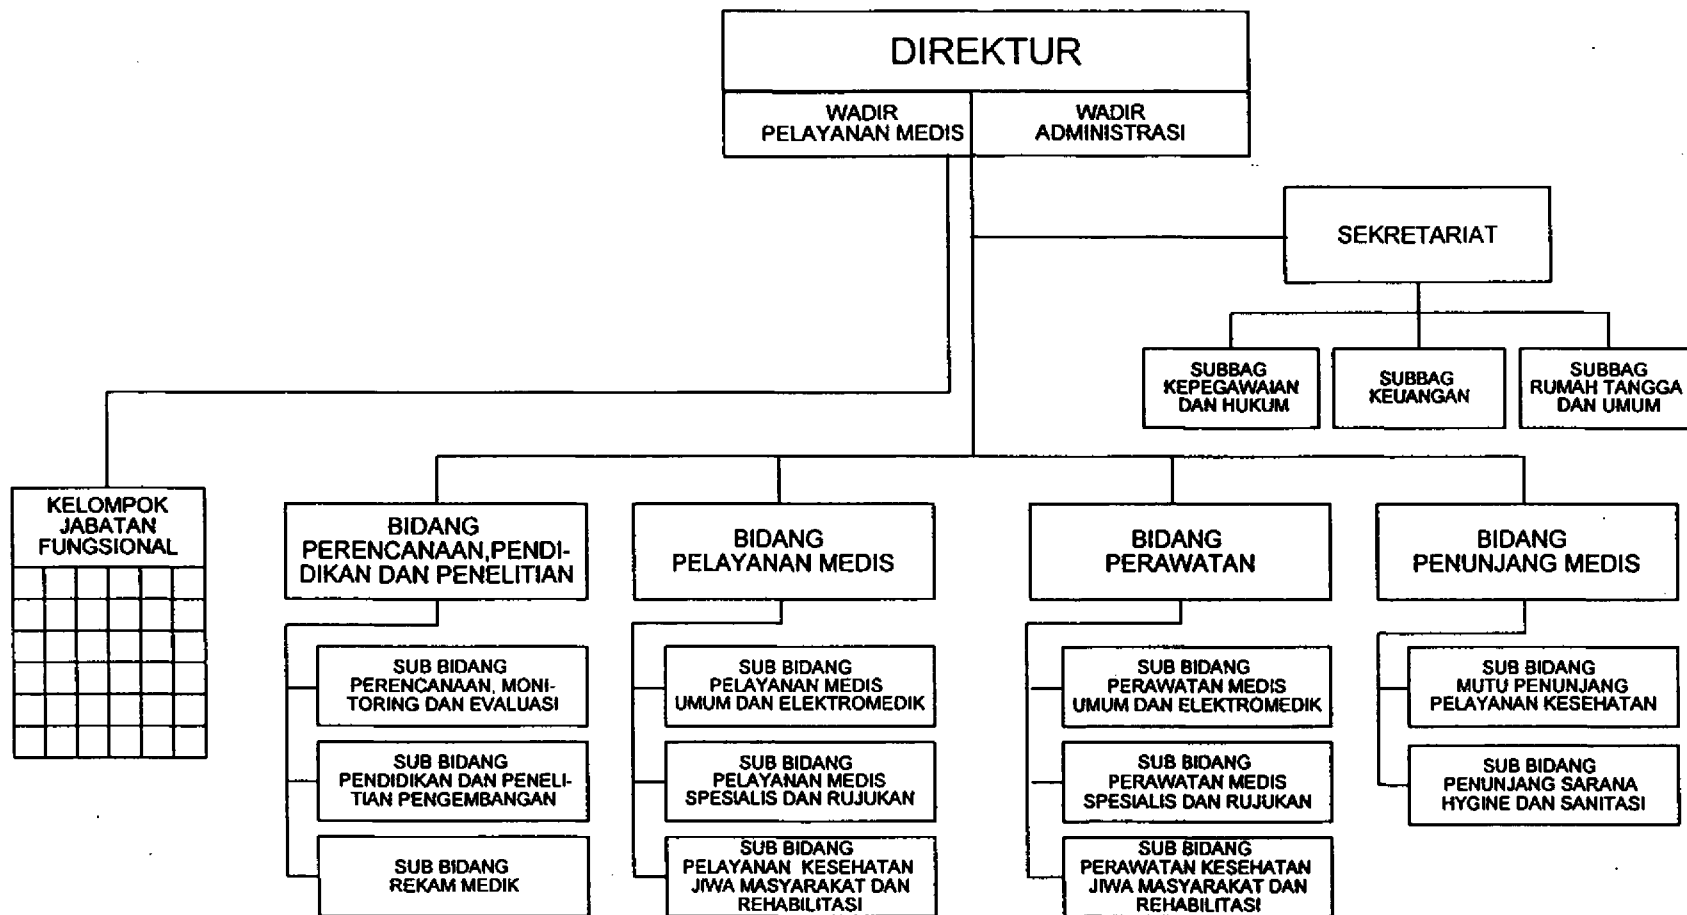 DIREKTUR
WADIR
PELAYANAN MEDIS
WADIR
ADMINISTRASI
SEKRETARIAT
SUBBAG
KEPEGAWAIAN
DAN HUKUM
SUBBAG
KEUANGAN
SUBBAG
RUMAH TANGGA
DAN UMUM
KELOMPOK
JABATAN
FUNGSIONAL
BIDANG
PERENCANAAN,PENDI-
DIKAN DAN PENELITIAN
BIDANG
PELAYANAN MEDIS
BIDANG
PERAWATAN
BIDANG
PENUNJANG MEDIS
SUB BIDANG
PERENCANAAN, MONI-
TORING DAN EVALUASI
SUB BIDANG
PENDIDIKAN DAN PENELI-
TIAN PENGEMBANGAN
SUB BIDANG
REKAM MEDIK
SUB BIDANG
PELAYANAN MEDIS
UMUM DAN ELEKTROMEDIK
SUB BIDANG
PELAYANAN MEDIS
SPESIALIS DAN RUJUKAN
SUB BIDANG
PELAYANAN KESEHATAN
JIWA MASYARAKAT DAN
REHABILITASI
SUB BIDANG
PERAWATAN MEDIS
UMUM DAN ELEKTROMEDIK
SUB BIDANG
PERAWATAN MEDIS
SPESIALIS DAN RUJUKAN
SUB BIDANG
PERAWATAN KESEHATAN
JIWA MASYARAKAT DAN
REHABILITASI
SUB BIDANG
MUTU PENUNJANG
PELAYANAN KESEHATAN
SUB BIDANG
PENUNJANG SARANA
HYGINE DAN SANITASI